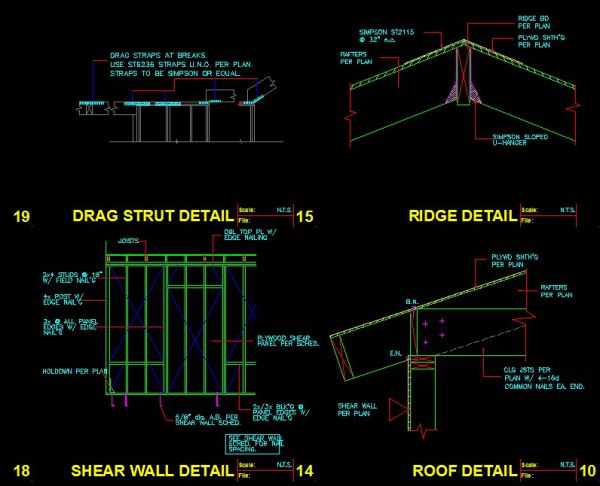 DRAG STRAPS AT BREAKS.
USE ST6236 STRAPS U.N.O. PER PLAN.
STRAPS TO BE SIMPSON OR EQUAL.
19
DRAG STRUT DETAIL
Scale:
N.T.S.
File:
15
SIMPSON ST2115
@ 32" o.c.
RAFTERS
PER PLAN
RIDGE BD
PER PLAN
PLYWD SHTH'G
PER PLAN
SIMPSON SLOPED
U-HANGER
RIDGE DETAIL
Scale:
N.T.S.
File:
JOISTS
DBL TOP PL W/
EDGE NAILING
2x4 STUDS @ 16"
W/ FIELD NAIL'G
4x POST W/
EDGE NAIL'G
3x @ ALL PANEL
EDGES W/ EDGE
NAIL'G
HOLDOWN PER PLAN
PLYWOOD SHEAR
PANEL PER SCHED.
5/8" dia. A.B. PER
SHEAR WALL SCHED.
2x/3x BLK'G @
PANEL EDGES W/
EDGE NAIL'G
SEE SHEAR WALL
SCHED. FOR NAIL
SPACING.
18
SHEAR WALL DETAIL
Scale:
N.T.S.
File:
14
PLYWD SHTH'G
PER PLAN
RAFTERS
PER PLAN
B.N.
E.N.
CLG JSTS PER
PLAN W/ 4-16d
COMMON NAILS EA. END.
SHEAR WALL
PER PLAN
ROOF DETAIL
Scale:
N.T.S.
File:
10